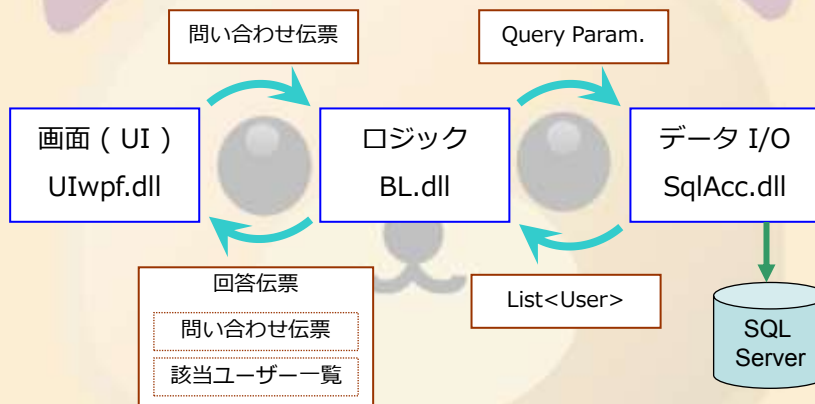 問い合わせ伝票
Query Param.
画面 ( UI )
UIwpf.dll
ロジック
BL.dll
データ I/O
SqlAcc.dll
回答伝票
問い合わせ伝票
該当ユーザー一覧
List<User>
SQL
Server